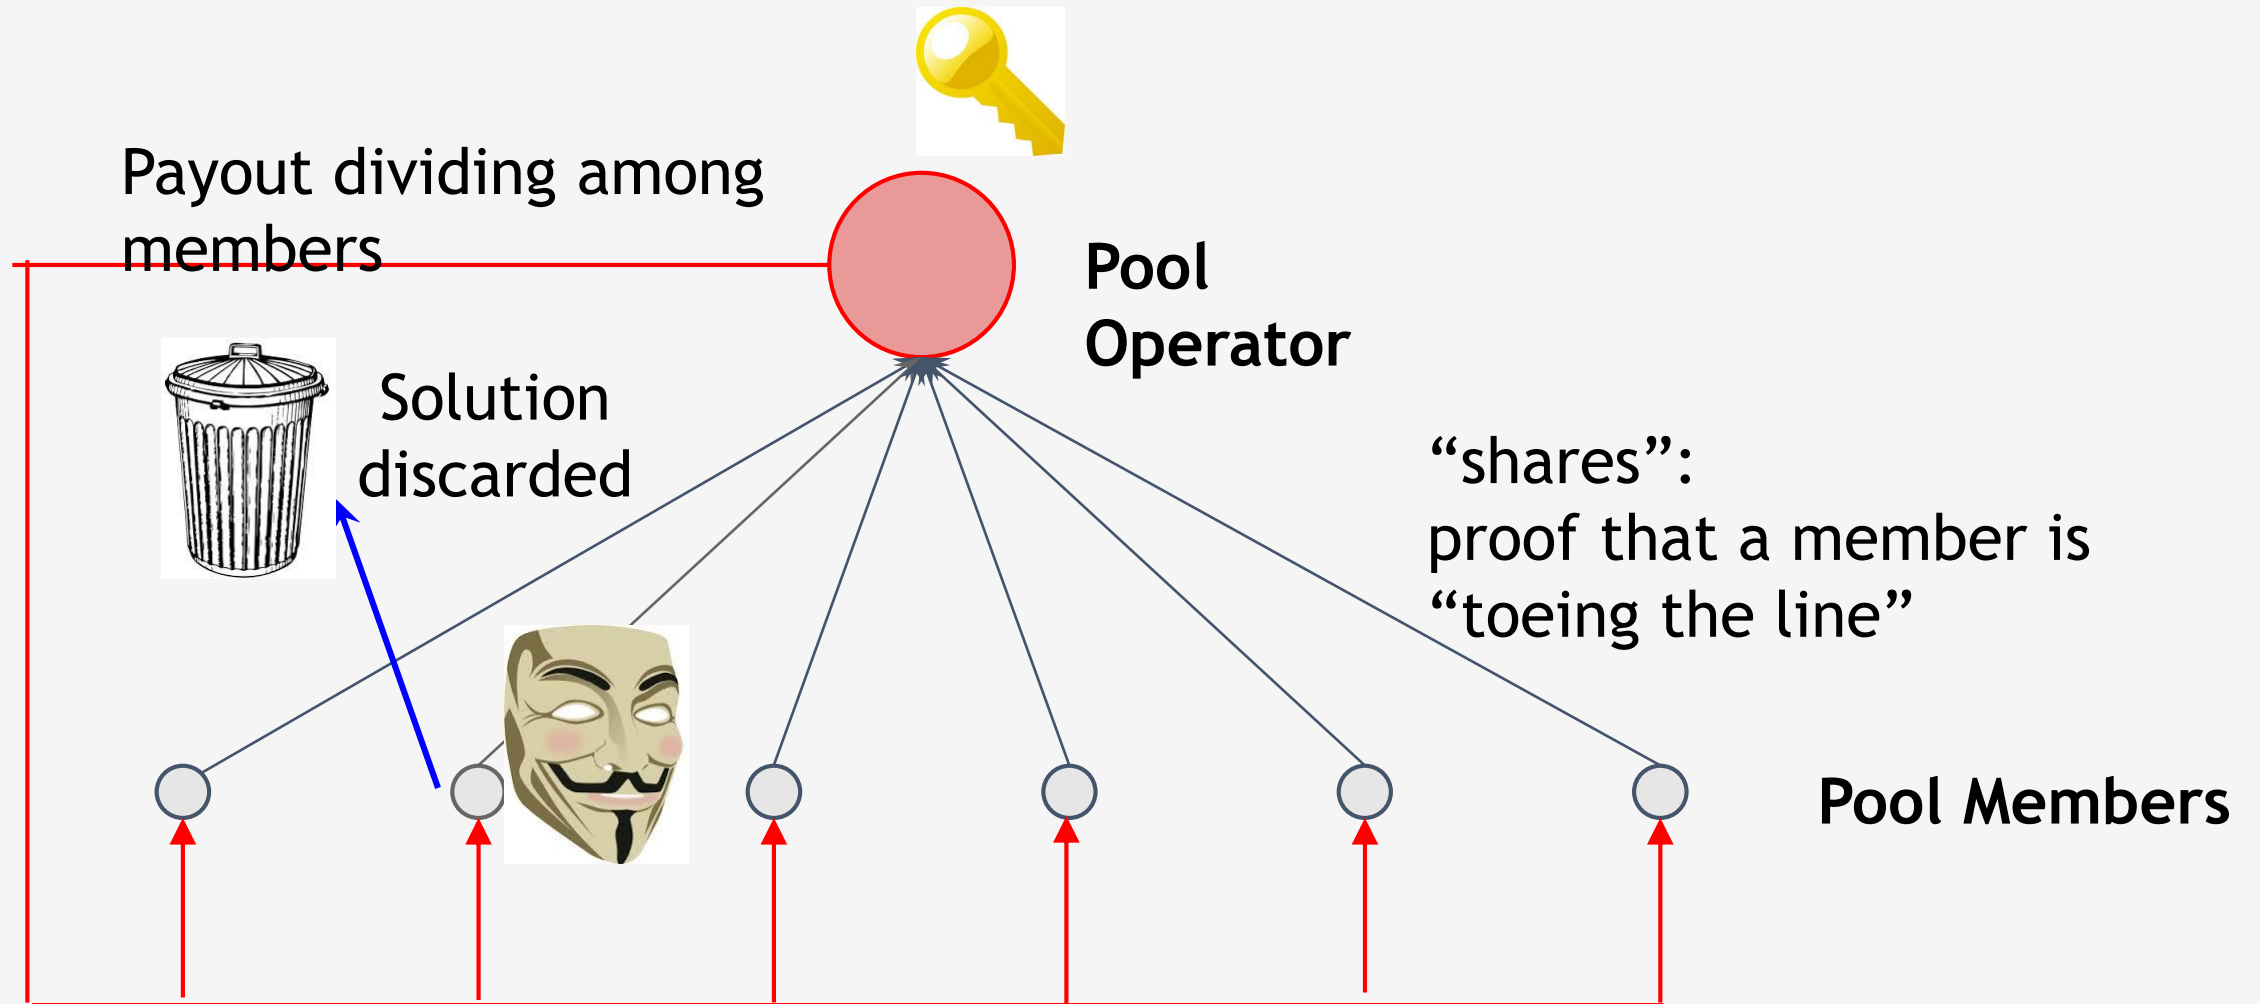 Payout dividing among
members
Pool
Operator
Solution
discarded
“shares”:
proof that a member is
“toeing the line”
Pool Members